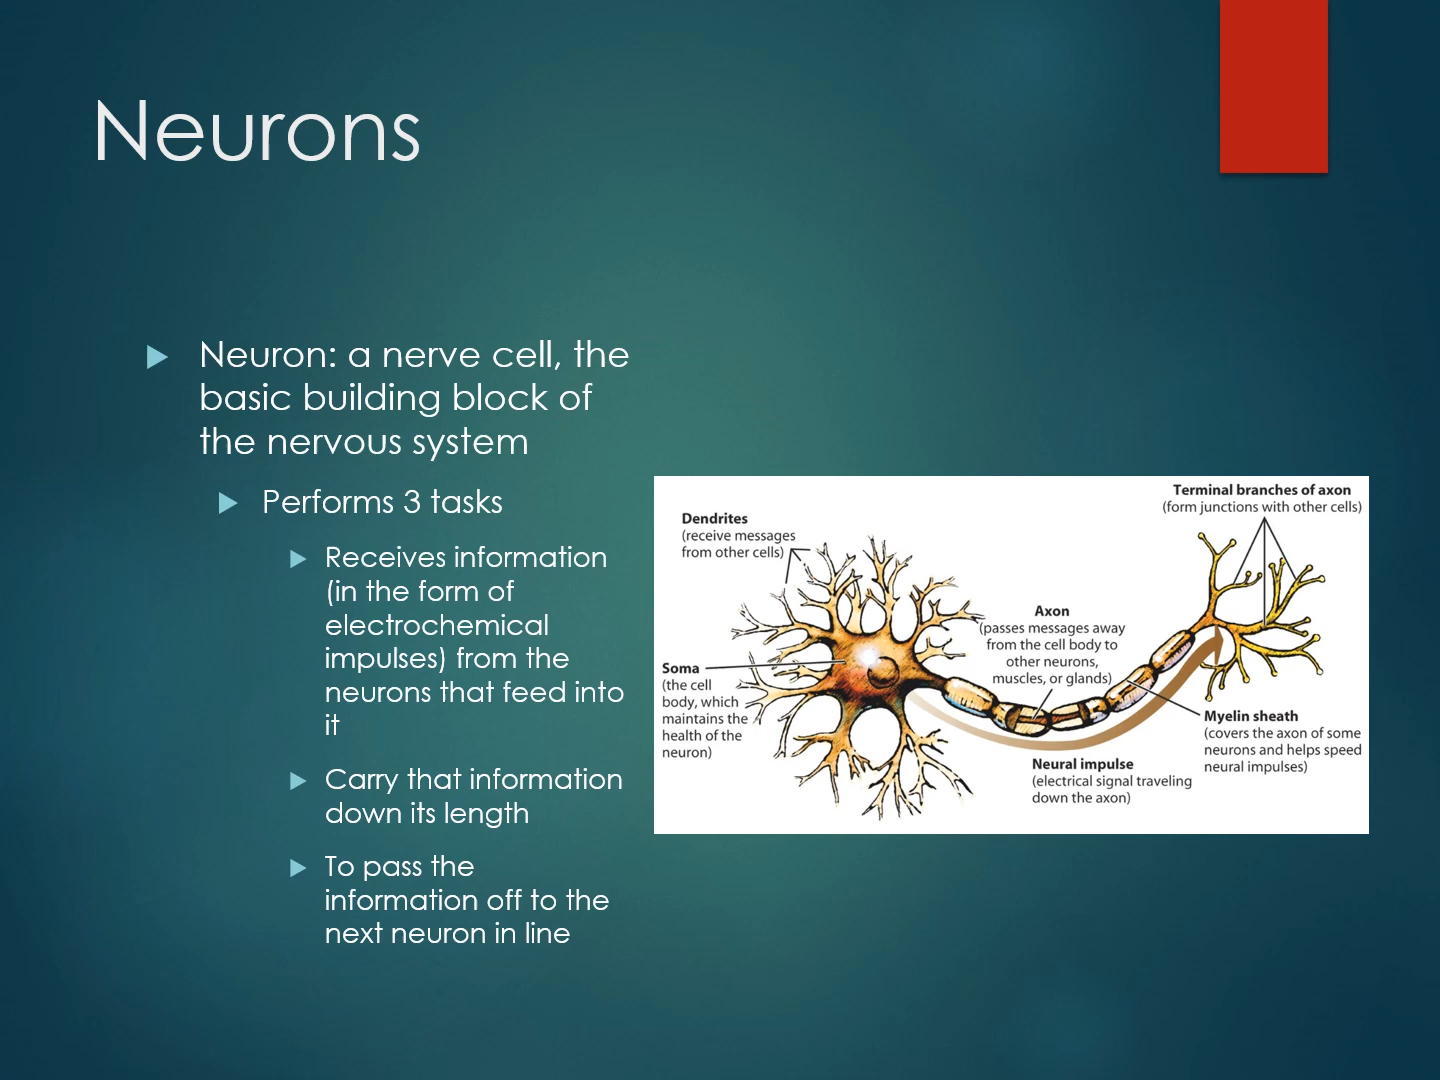 Neurons
Neuron: a nerve cell, the
basic building block of
the nervous system
Performs 3 tasks
Receives information
(in the form of
electrochemical
impulses) from the
neurons that feed into
it
Carry that information
down its length
To pass the
information off to the
next neuron in line
Dendrites
(receive messages
from other cells)
Terminal branches of axon
(form junctions with other cells)
Axon
(passes messages away
from the cell body to
other neurons,
muscles, or glands)
Soma
(the cell
body, which
maintains the
health of the
neuron)
Myelin sheath
(covers the axon of some
neurons and helps speed
neural impulses)
Neural impulse
(electrical signal traveling
down the axon)